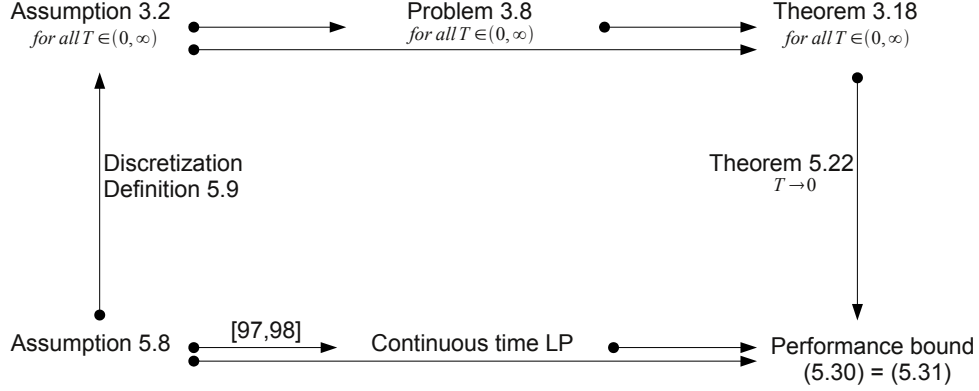 Assumption 3.2
for all T∈(0,∞)
Problem 3.8
for all T∈(0,∞)
Theorem 3.18
for all T∈(0,∞)
Discretization
Definition 5.9
Theorem 5.22
T→0
Assumption 5.8
[97,98]
Continuous time LP
Performance bound
(5.30) = (5.31)